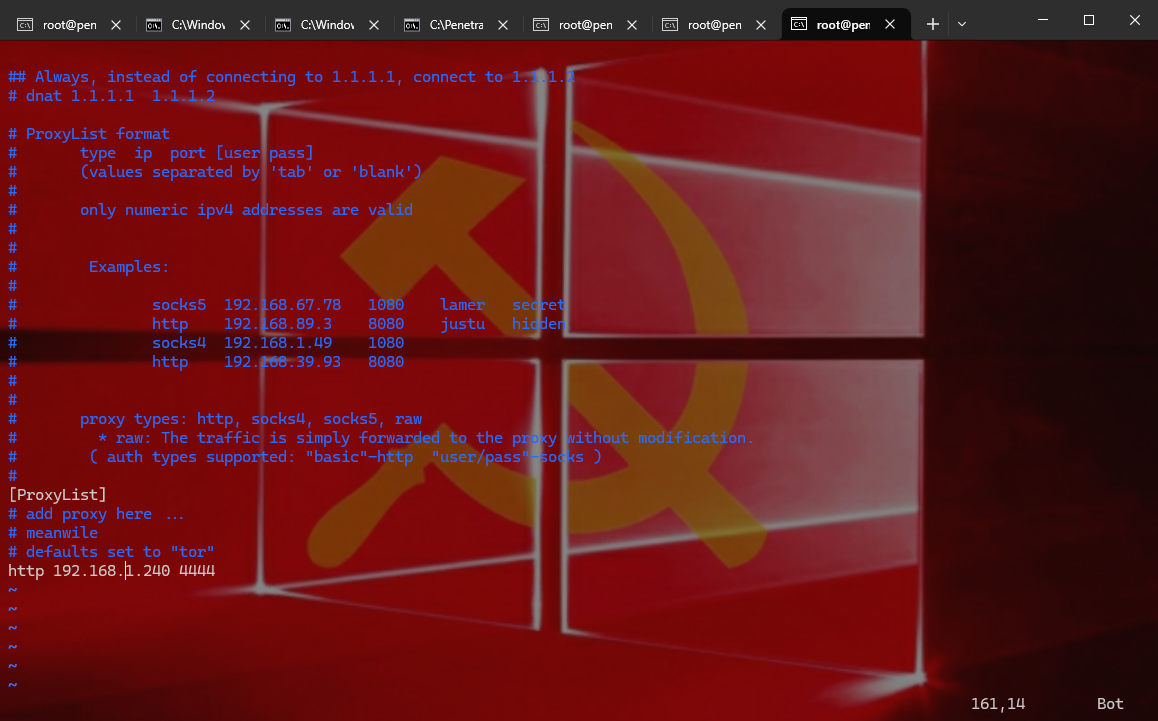 root@pen C:\Windov C:\Windov C:\Penetra root@pen root@pen root@pen
## Always, instead of connecting to 1.1.1.1, connect to 1.1.1.2
# dnat 1.1.1.1  1.1.1.2
# ProxyList format
#       type  ip  port [user pass]
#       (values separated by 'tab' or 'blank')
#
#       only numeric ipv4 addresses are valid
#
#
#        Examples:
#
#               socks5  192.168.67.78   1080    lamer   secret
#               http    192.168.89.3    8080    justu   hidden
#               socks4  192.168.1.49    1080
#               http    192.168.39.93   8080
#
#
#       proxy types: http, socks4, socks5, raw
#         * raw: The traffic is simply forwarded to the proxy without modification.
#        ( auth types supported: "basic"-http  "user/pass"-socks )
#
[ProxyList]
# add proxy here ...
# meanwile
# defaults set to "tor"
http 192.168.1.240 4444
~
~
~
~
~
~
161,14        Bot